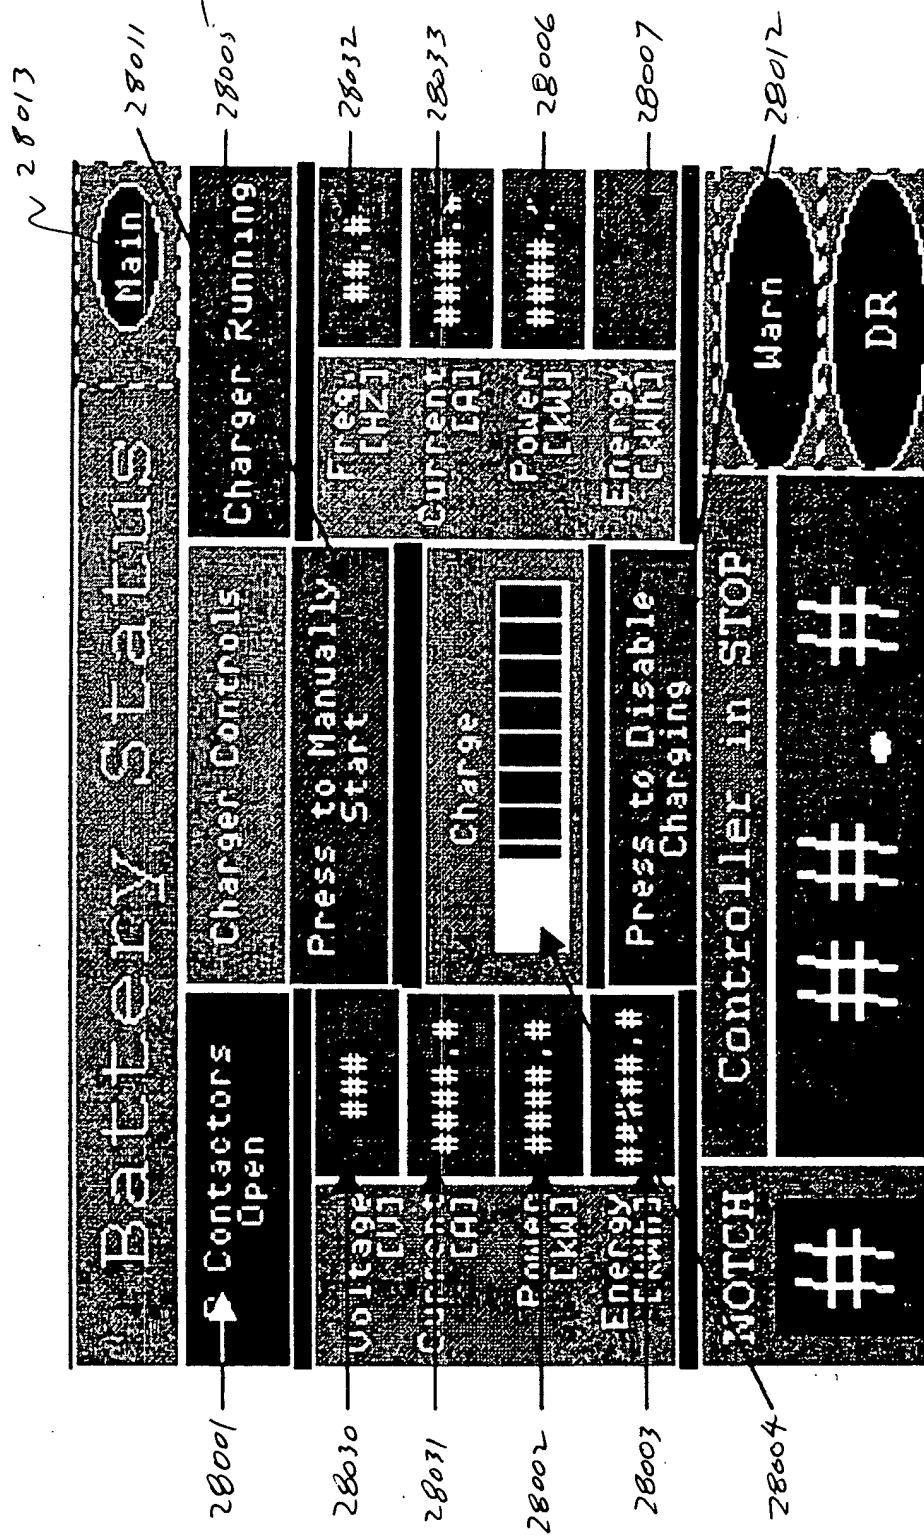 28013
28011
28005
28032
28033
28006
28007
28012
Battery Status
Main
Contactors
Open
Charger Controls
Charger Running
Press to Manually
Start
Voltage
[V]
###
Current
[A]
####.#
Power
[kW]
####.#
Energy
[kWh]
#####.#
Charge
Press to Disable
Charging
Freq
[HZ]
##.#
Current
[A]
####.*
Power
[kW]
####.
Energy
[kWh]
NOTCH
#
Controller in STOP
##.#
Warn
DR
28001
28030
28031
28002
28003
28004